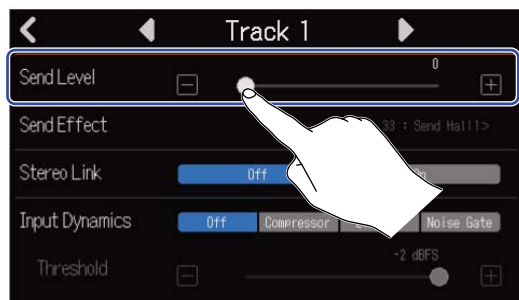 Track 1
Send Level 0
Send Effect 33 : Send Hall1>
Stereo Link Off
Input Dynamics Off Compressor Noise Gate
Threshold -2 dBFS